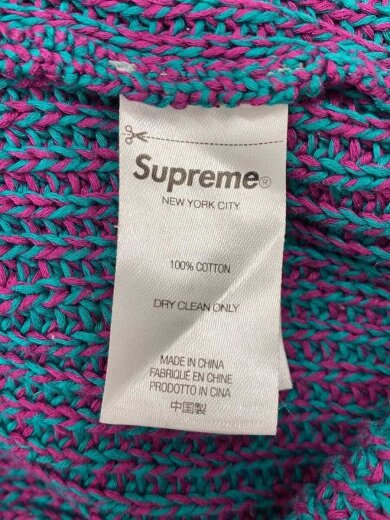 Supreme®
NEW YORK CITY
100% COTTON
DRY CLEAN ONLY
MADE IN CHINA
FABRIQUÉ EN CHINE
PRODOTTO IN CINA
中国製